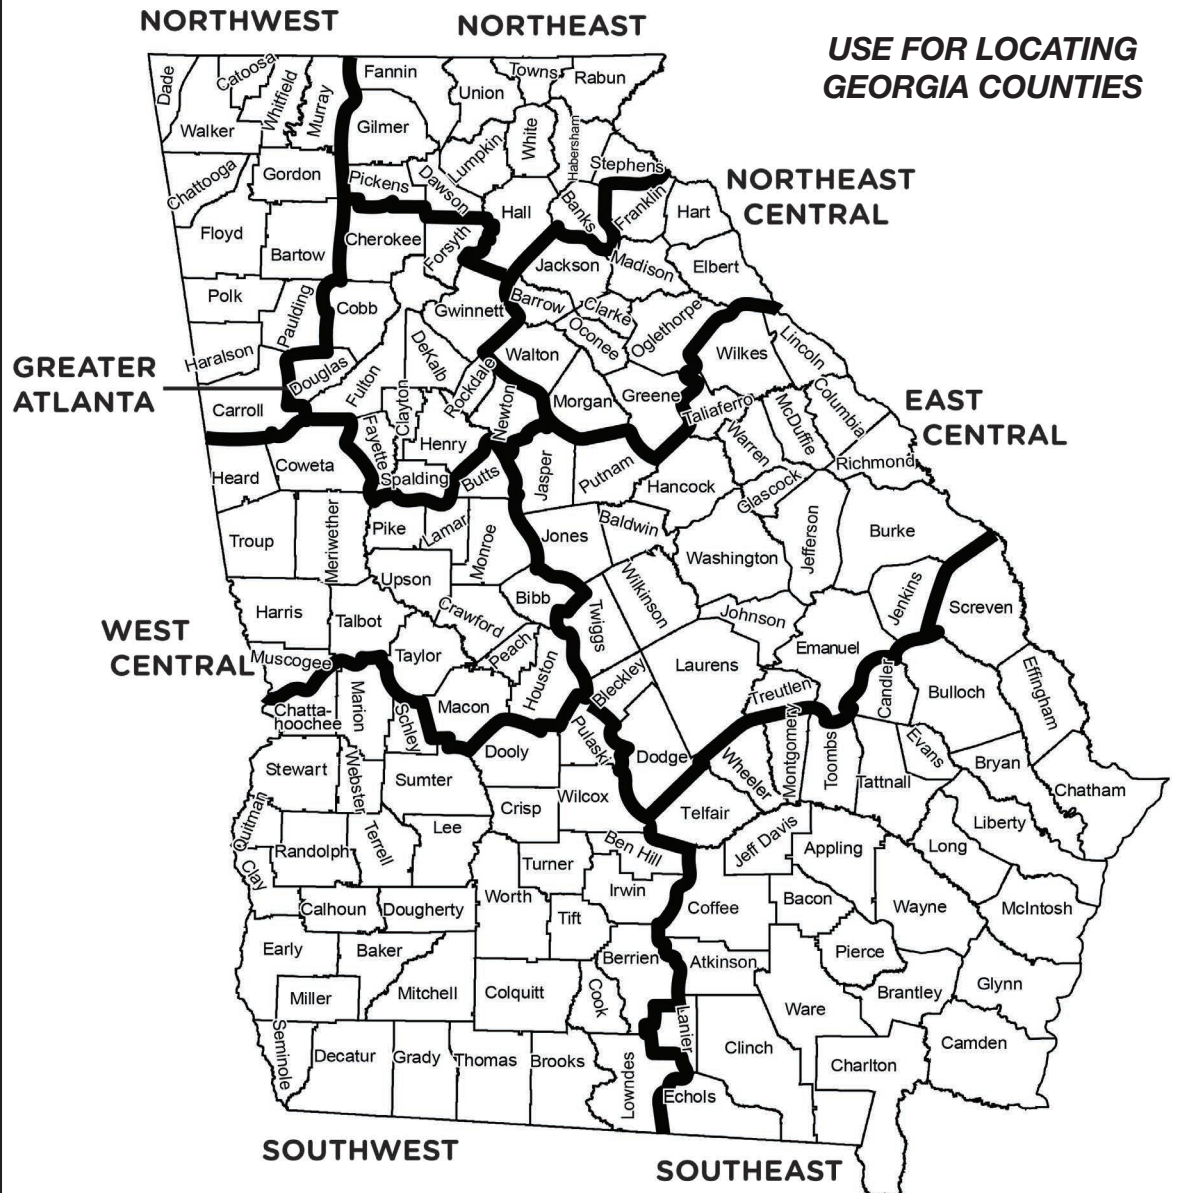 NORTHWEST
NORTHEAST
USE FOR LOCATING
GEORGIA COUNTIES
Dade
Catoosa
Whitfield
Murray
Walker
Fannin
Gilmer
Union
Towns
Rabun
Lumpkin
White
Habersham
Stephens
Chattooga
Gordon
Pickens
Dawson
Hall
Banks
Franklin
NORTHEAST
CENTRAL
Hart
Floyd
Bartow
Cherokee
Forsyth
Jackson
Madison
Elbert
Polk
Paulding
Cobb
Gwinnett
Barrow
Clarke
Oconee
Oglethorpe
Haralson
Douglas
Fulton
DeKalb
Rockdale
Walton
Wilkes
Lincoln
GREATER
ATLANTA
Carroll
Fayette
Clayton
Henry
Newton
Morgan
Greene
Taliaferro
McDuffie
Columbia
EAST
CENTRAL
Heard
Coweta
Spalding
Butts
Jasper
Putnam
Hancock
Warren
Glascock
Richmond
Troup
Meriwether
Pike
Lamar
Monroe
Jones
Baldwin
Washington
Jefferson
Burke
Upson
Bibb
Twiggs
Wilkinson
Johnson
Emanuel
Jenkins
Screven
Harris
Talbot
Crawford
Peach
Houston
Bleckley
Laurens
Treutlen
Candler
Bulloch
Effingham
WEST
CENTRAL
Muscogee
Taylor
Macon
Chatta-
hoochee
Marion
Schley
Dooly
Pulaski
Dodge
Wheeler
Montgomery
Toombs
Tattnall
Evans
Bryan
Chatham
Stewart
Webster
Sumter
Crisp
Wilcox
Telfair
Jeff Davis
Appling
Long
Liberty
Quitman
Randolph
Terrell
Lee
Turner
Ben Hill
Irwin
Coffee
Bacon
Wayne
McIntosh
Clay
Calhoun
Dougherty
Worth
Tift
Early
Baker
Berrien
Atkinson
Pierce
Glynn
Miller
Mitchell
Colquitt
Cook
Lanier
Ware
Brantley
Seminole
Decatur
Grady
Thomas
Brooks
Lowndes
Clinch
Charlton
Camden
Echols
SOUTHWEST
SOUTHEAST